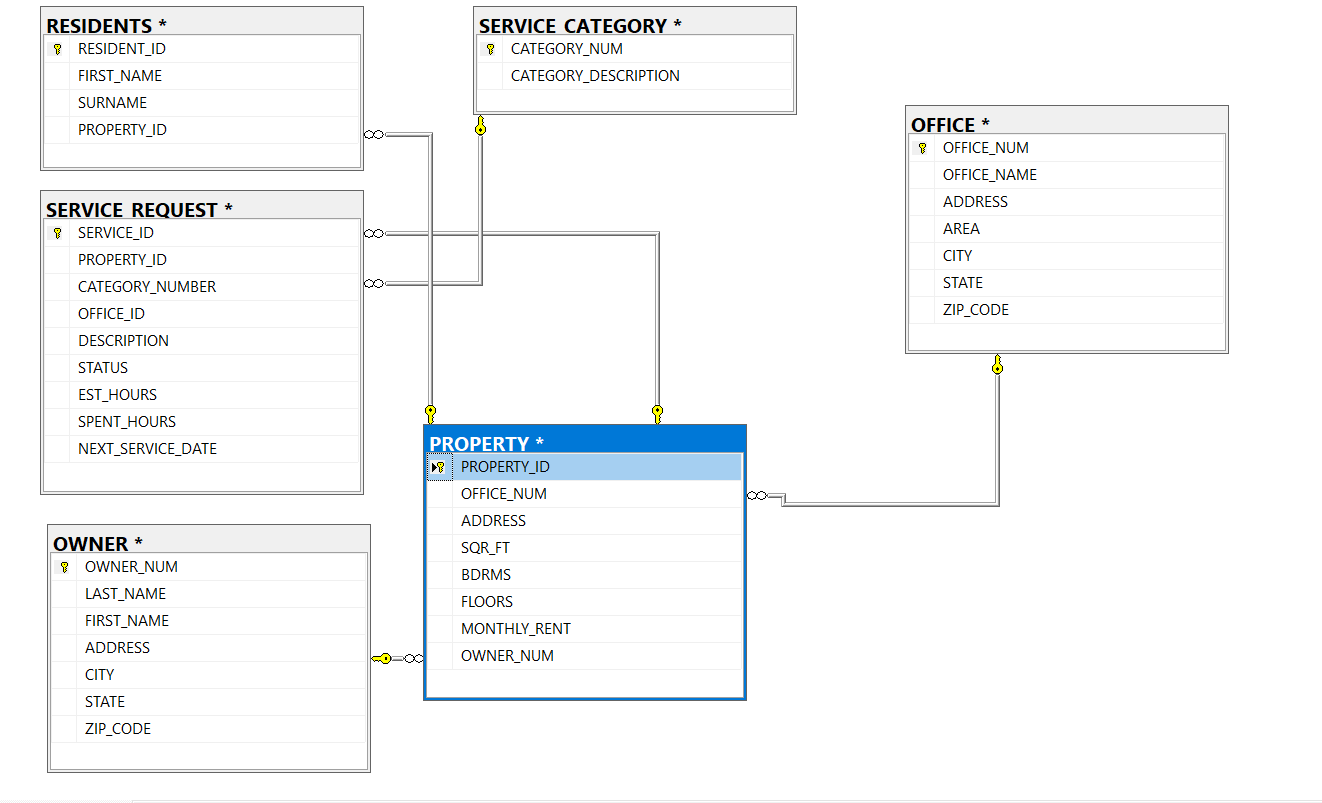 RESIDENTS *
RESIDENT_ID
FIRST_NAME
SURNAME
PROPERTY_ID
SERVICE_CATEGORY *
CATEGORY_NUM
CATEGORY_DESCRIPTION
OFFICE *
OFFICE_NUM
OFFICE_NAME
ADDRESS
AREA
CITY
STATE
ZIP_CODE
SERVICE_REQUEST *
SERVICE_ID
PROPERTY_ID
CATEGORY_NUMBER
OFFICE_ID
DESCRIPTION
STATUS
EST_HOURS
SPENT_HOURS
NEXT_SERVICE_DATE
PROPERTY *
PROPERTY_ID
OFFICE_NUM
ADDRESS
SQR_FT
BDRMS
FLOORS
MONTHLY_RENT
OWNER_NUM
OWNER *
OWNER_NUM
LAST_NAME
FIRST_NAME
ADDRESS
CITY
STATE
ZIP_CODE